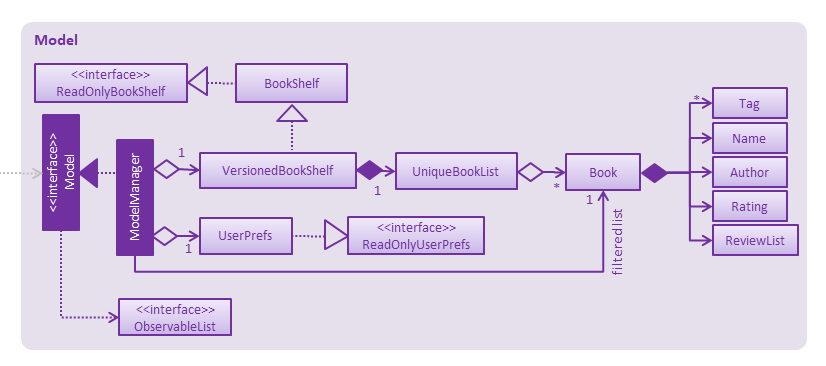 Model
<<interface>>
ReadOnlyBookShelf
BookShelf
<<interface>>
Model
ModelManager
1
VersionedBookShelf
1
UniqueBookList
*
Book
1
*
Tag
Name
Author
Rating
ReviewList
1
UserPrefs
<<interface>>
ReadOnlyUserPrefs
filtered list
<<interface>>
ObservableList